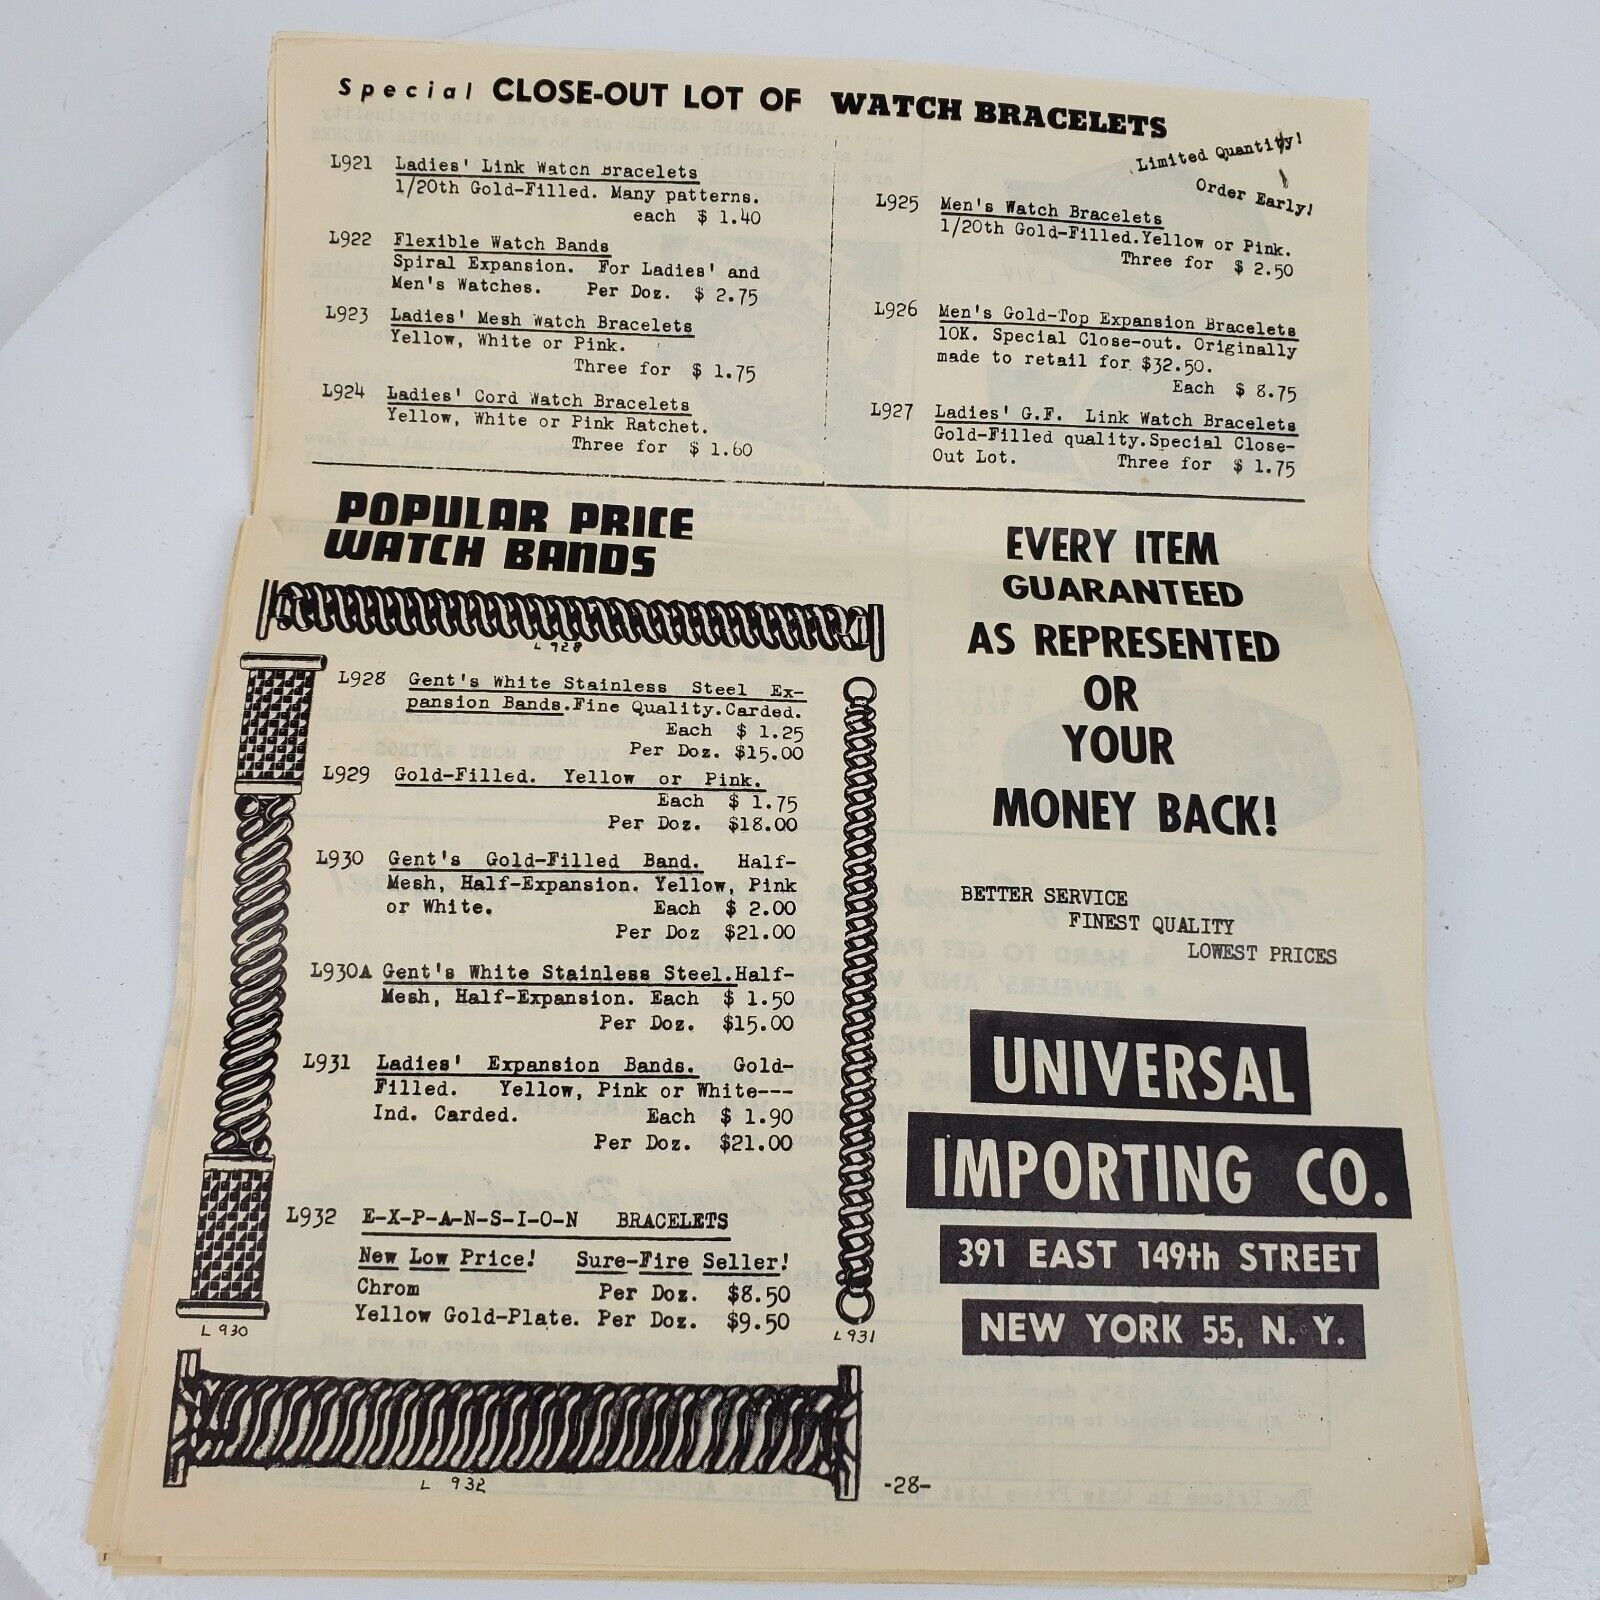 Special CLOSE-OUT LOT OF WATCH BRACELETS
Limited Quantity!
Order Early!
L921 Ladies' Link Watch Bracelets
1/20th Gold-Filled. Many patterns.
each $ 1.40
L922 Flexible Watch Bands
Spiral Expansion. For Ladies' and
Men's Watches. Per Doz. $ 2.75
L923 Ladies' Mesh Watch Bracelets
Yellow, White or Pink.
Three for $ 1.75
L924 Ladies' Cord Watch Bracelets
Yellow, White or Pink Ratchet.
Three for $ 1.60
L925 Men's Watch Bracelets
1/20th Gold-Filled.Yellow or Pink.
Three for $ 2.50
L926 Men's Gold-Top Expansion Bracelets
10K. Special Close-out. Originally
made to retail for $32.50.
Each $ 8.75
L927 Ladies' G.F. Link Watch Bracelets
Gold-Filled quality.Special Close-
Out Lot. Three for $ 1.75
POPULAR PRICE
WATCH BANDS
L 928
L928 Gent's White Stainless Steel Ex-
pansion Bands.Fine Quality.Carded.
Each $ 1.25
Per Doz. $15.00
L929 Gold-Filled. Yellow or Pink.
Each $ 1.75
Per Doz. $18.00
L930 Gent's Gold-Filled Band. Half-
Mesh, Half-Expansion. Yellow, Pink
or White. Each $ 2.00
Per Doz $21.00
L930A Gent's White Stainless Steel.Half-
Mesh, Half-Expansion. Each $ 1.50
Per Doz. $15.00
L931 Ladies' Expansion Bands. Gold-
Filled. Yellow, Pink or White---
Ind. Carded. Each $ 1.90
Per Doz. $21.00
L932 E-X-P-A-N-S-I-O-N BRACELETS
New Low Price! Sure-Fire Seller!
Chrom Per Doz. $8.50
Yellow Gold-Plate. Per Doz. $9.50
L 930
L 931
L 932
EVERY ITEM
GUARANTEED
AS REPRESENTED
OR
YOUR
MONEY BACK!
BETTER SERVICE
FINEST QUALITY
LOWEST PRICES
UNIVERSAL
IMPORTING CO.
391 EAST 149th STREET
NEW YORK 55, N. Y.
-28-